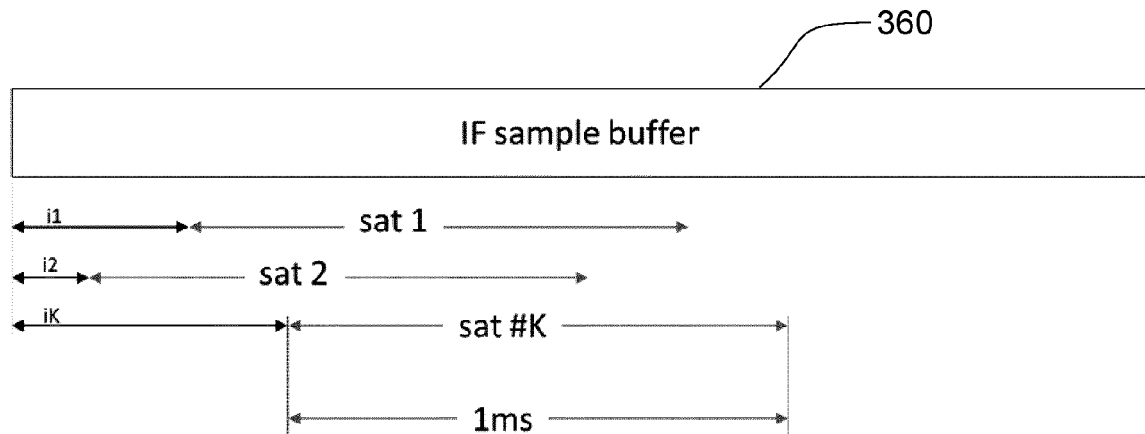 360
IF sample buffer
i1
sat 1
i2
sat 2
iK
sat #K
1ms